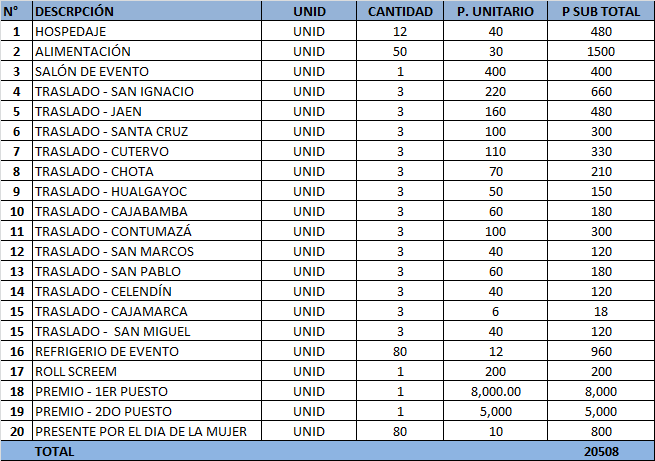 N° DESCRPCIÓN UNID CANTIDAD P. UNITARIO P SUB TOTAL
1 HOSPEDAJE UNID 12 40 480
2 ALIMENTACIÓN UNID 50 30 1500
3 SALÓN DE EVENTO UNID 1 400 400
4 TRASLADO - SAN IGNACIO UNID 3 220 660
5 TRASLADO - JAEN UNID 3 160 480
6 TRASLADO - SANTA CRUZ UNID 3 100 300
7 TRASLADO - CUTERVO UNID 3 110 330
8 TRASLADO - CHOTA UNID 3 70 210
9 TRASLADO - HUALGAYOC UNID 3 50 150
10 TRASLADO - CAJABAMBA UNID 3 60 180
11 TRASLADO - CONTUMAZÁ UNID 3 100 300
12 TRASLADO - SAN MARCOS UNID 3 40 120
13 TRASLADO - SAN PABLO UNID 3 60 180
14 TRASLADO - CELENDÍN UNID 3 40 120
15 TRASLADO - CAJAMARCA UNID 3 6 18
15 TRASLADO - SAN MIGUEL UNID 3 40 120
16 REFRIGERIO DE EVENTO UNID 80 12 960
17 ROLL SCREEM UNID 1 200 200
18 PREMIO - 1ER PUESTO UNID 1 8,000.00 8,000
19 PREMIO - 2DO PUESTO UNID 1 5,000 5,000
20 PRESENTE POR EL DIA DE LA MUJER UNID 80 10 800
TOTAL 20508